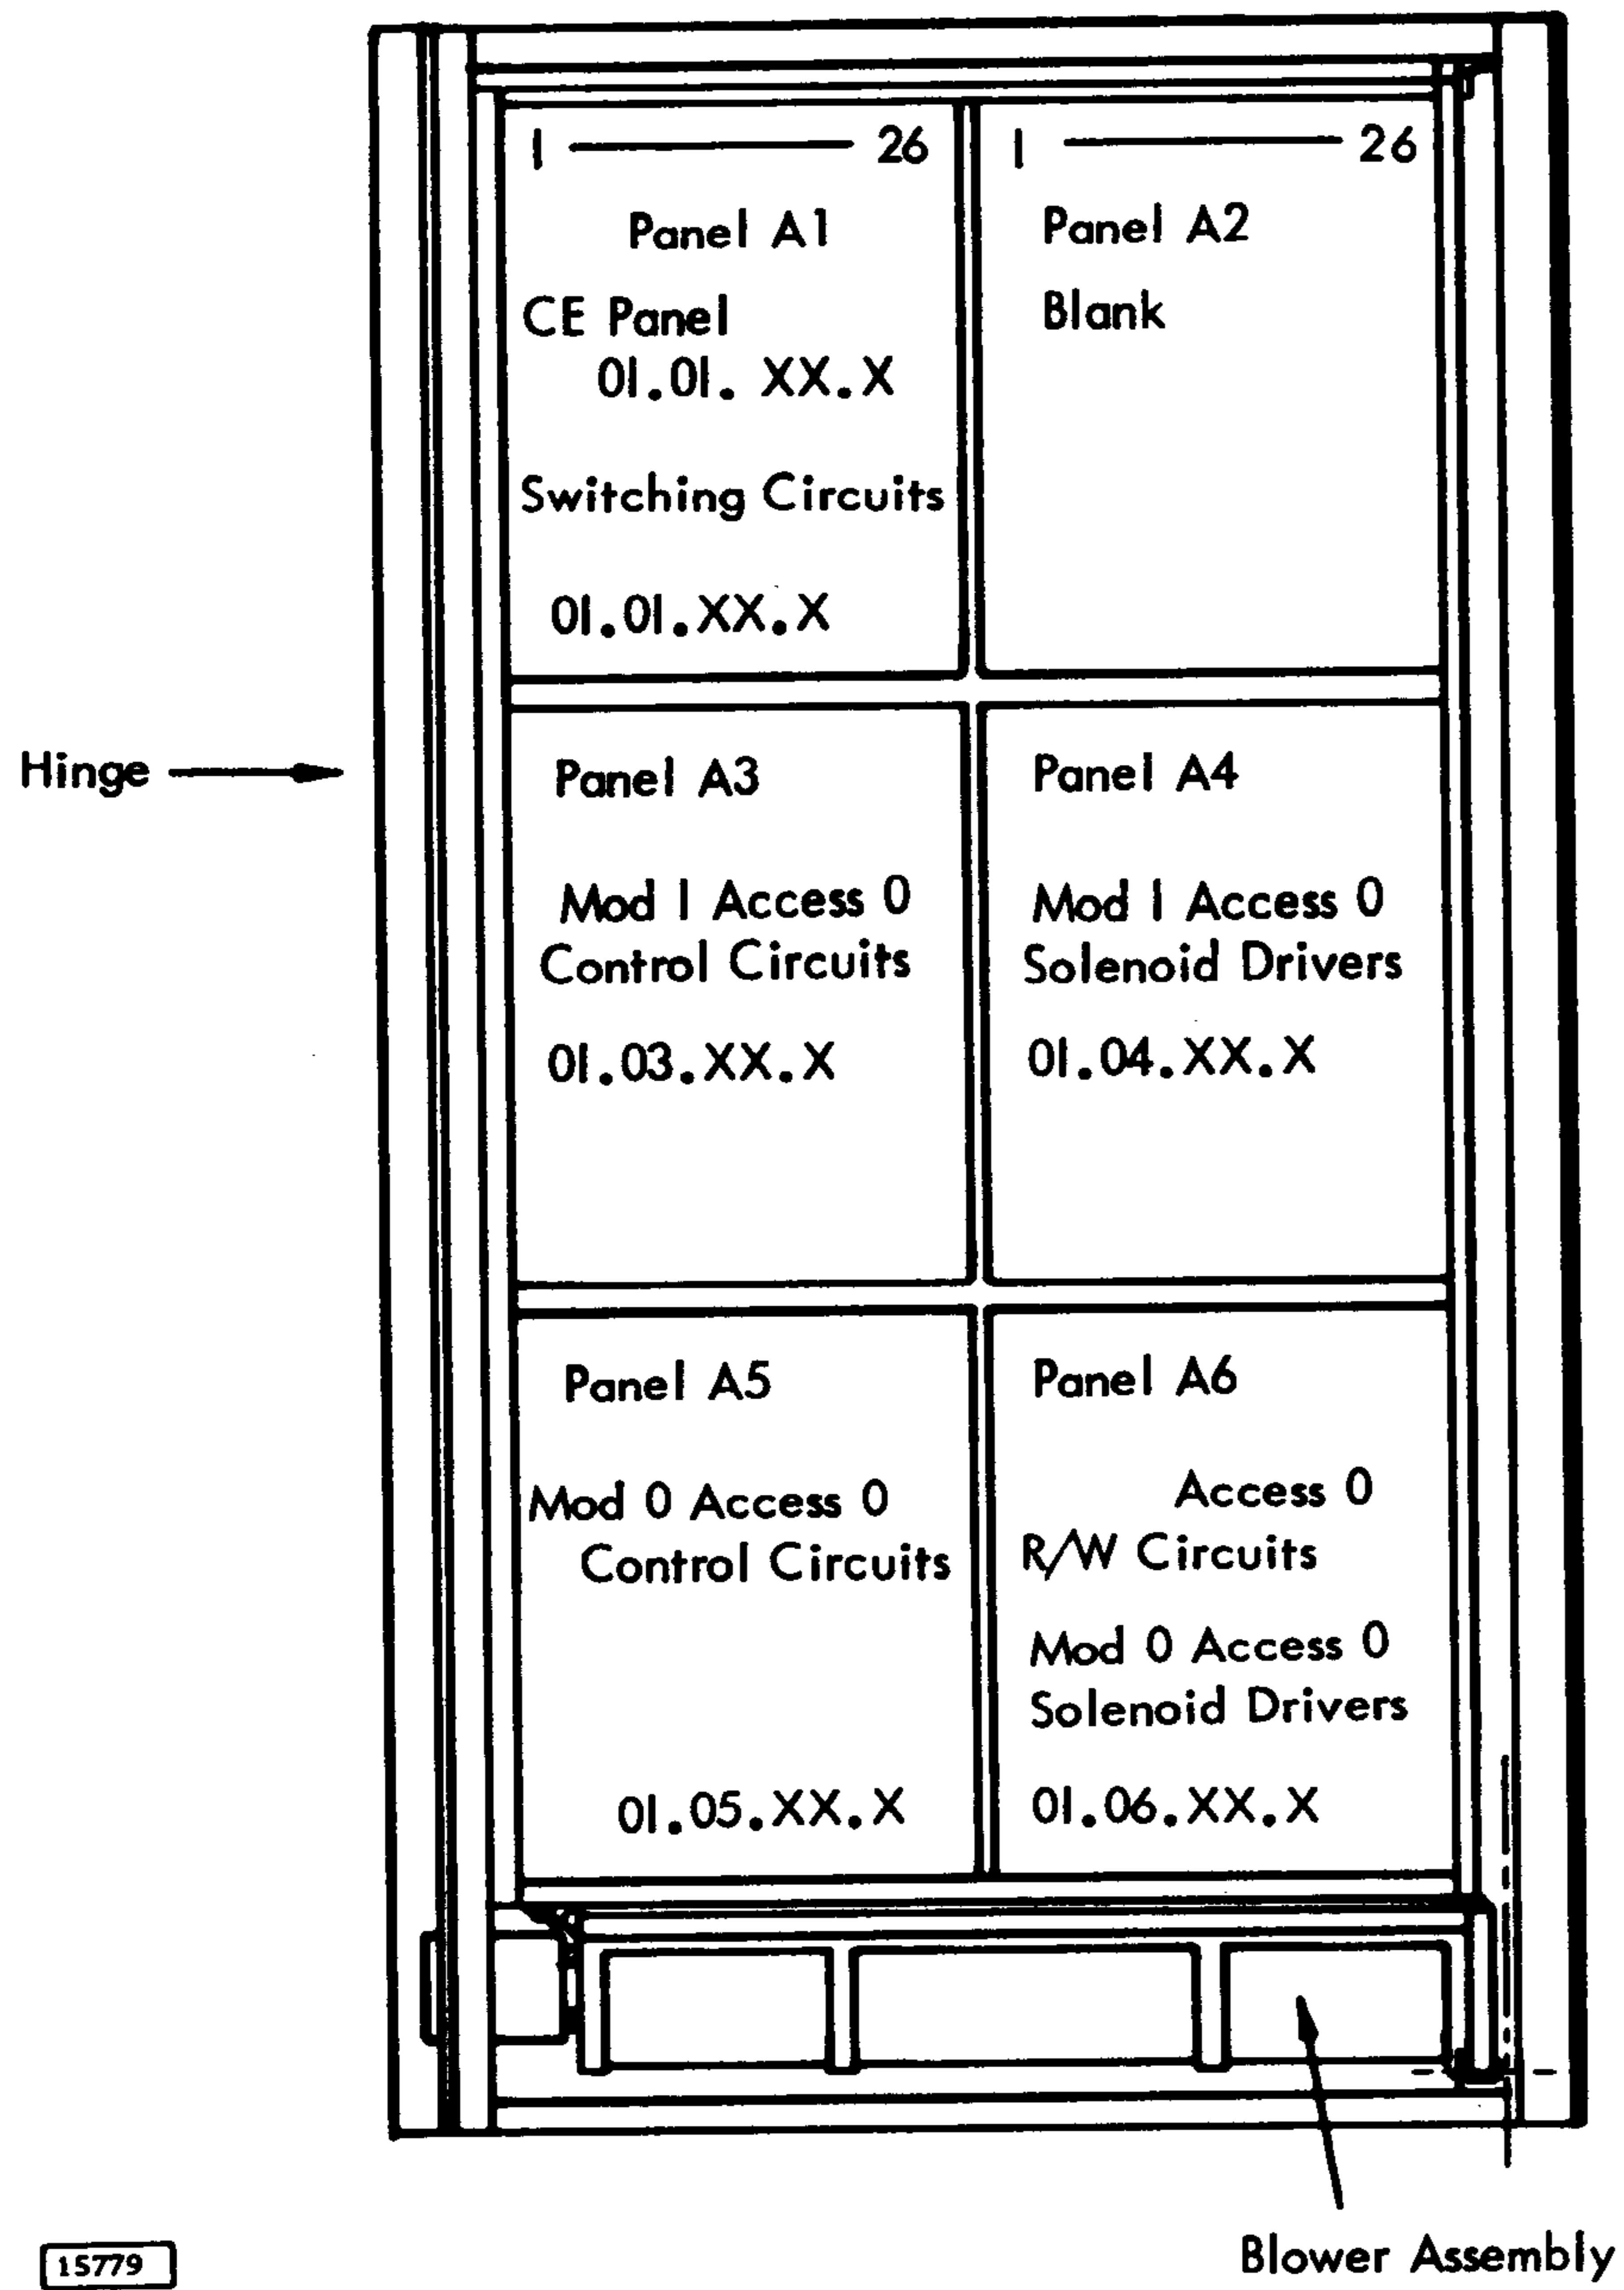 1 ——— 26
Panel A1
CE Panel
01.01. XX.X
Switching Circuits
01.01.XX.X
1 ——— 26
Panel A2
Blank
Hinge
Panel A3
Mod 1 Access 0
Control Circuits
01.03.XX.X
Panel A4
Mod 1 Access 0
Solenoid Drivers
01.04.XX.X
Panel A5
Mod 0 Access 0
Control Circuits
01.05.XX.X
Panel A6
Access 0
R/W Circuits
Mod 0 Access 0
Solenoid Drivers
01.06.XX.X
Blower Assembly
15779